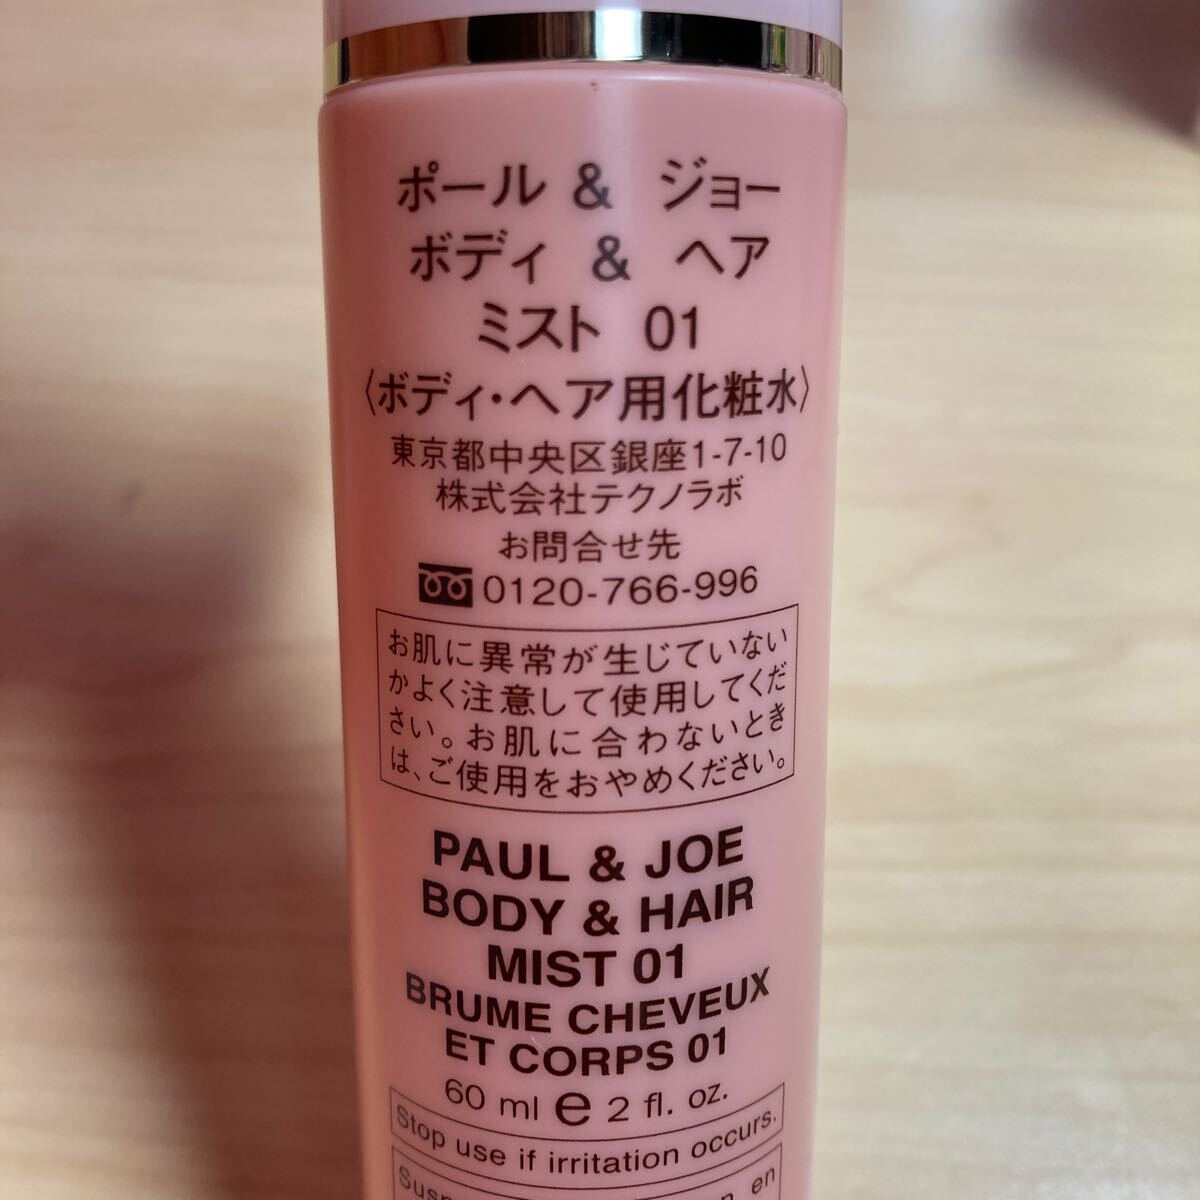 ポール & ジョー
ボディ & ヘア
ミスト 01
〈ボディ・ヘア用化粧水〉
東京都中央区銀座1-7-10
株式会社テクノラボ
お問合せ先
0120-766-996
お肌に異常が生じていない
かよく注意して使用してくだ
さい。お肌に合わないとき
は、ご使用をおやめください。
PAUL & JOE
BODY & HAIR
MIST 01
BRUME CHEVEUX
ET CORPS 01
60 ml e 2 fl. oz.
Stop use if irritation occurs.
en